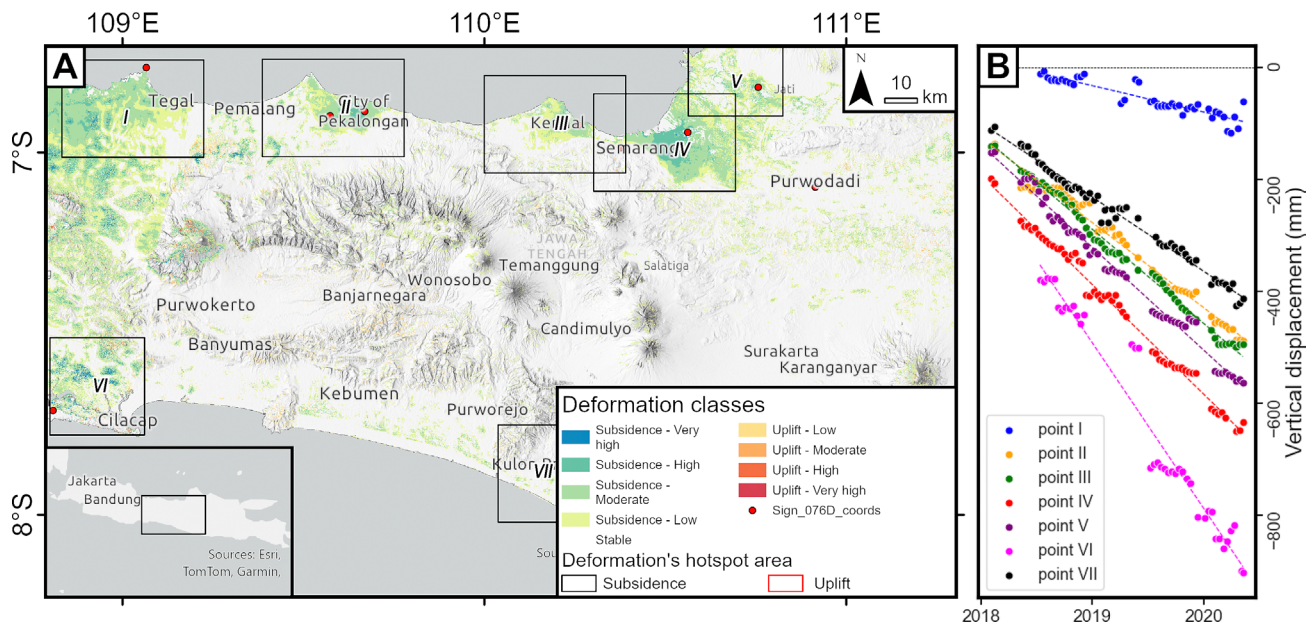 109°E
110°E
111°E
A
B
N
10
km
7°S
8°S
Tegal
Pemalang
City of
Pekalongan
I
II
III
IV
V
VI
VII
Jati
Semarang
Purwodadi
JAWA
TENGAH
Temanggung
Salatiga
Wonosobo
Purwokerto
Banjarnegara
Candimulyo
Banyumas
Surakarta
Karanganyar
Kebumen
Purworejo
Cilacap
Jakarta
Bandung
Sources: Esri,
TomTom, Garmin,
Deformation classes
Subsidence - Very
high
Subsidence - High
Subsidence -
Moderate
Subsidence - Low
Stable
Uplift - Low
Uplift - Moderate
Uplift - High
Uplift - Very high
Sign_076D_coords
Deformation's hotspot area
Subsidence
Uplift
0
−200
−400
−600
−800
Vertical displacement (mm)
point I
point II
point III
point IV
point V
point VI
point VII
2018
2019
2020